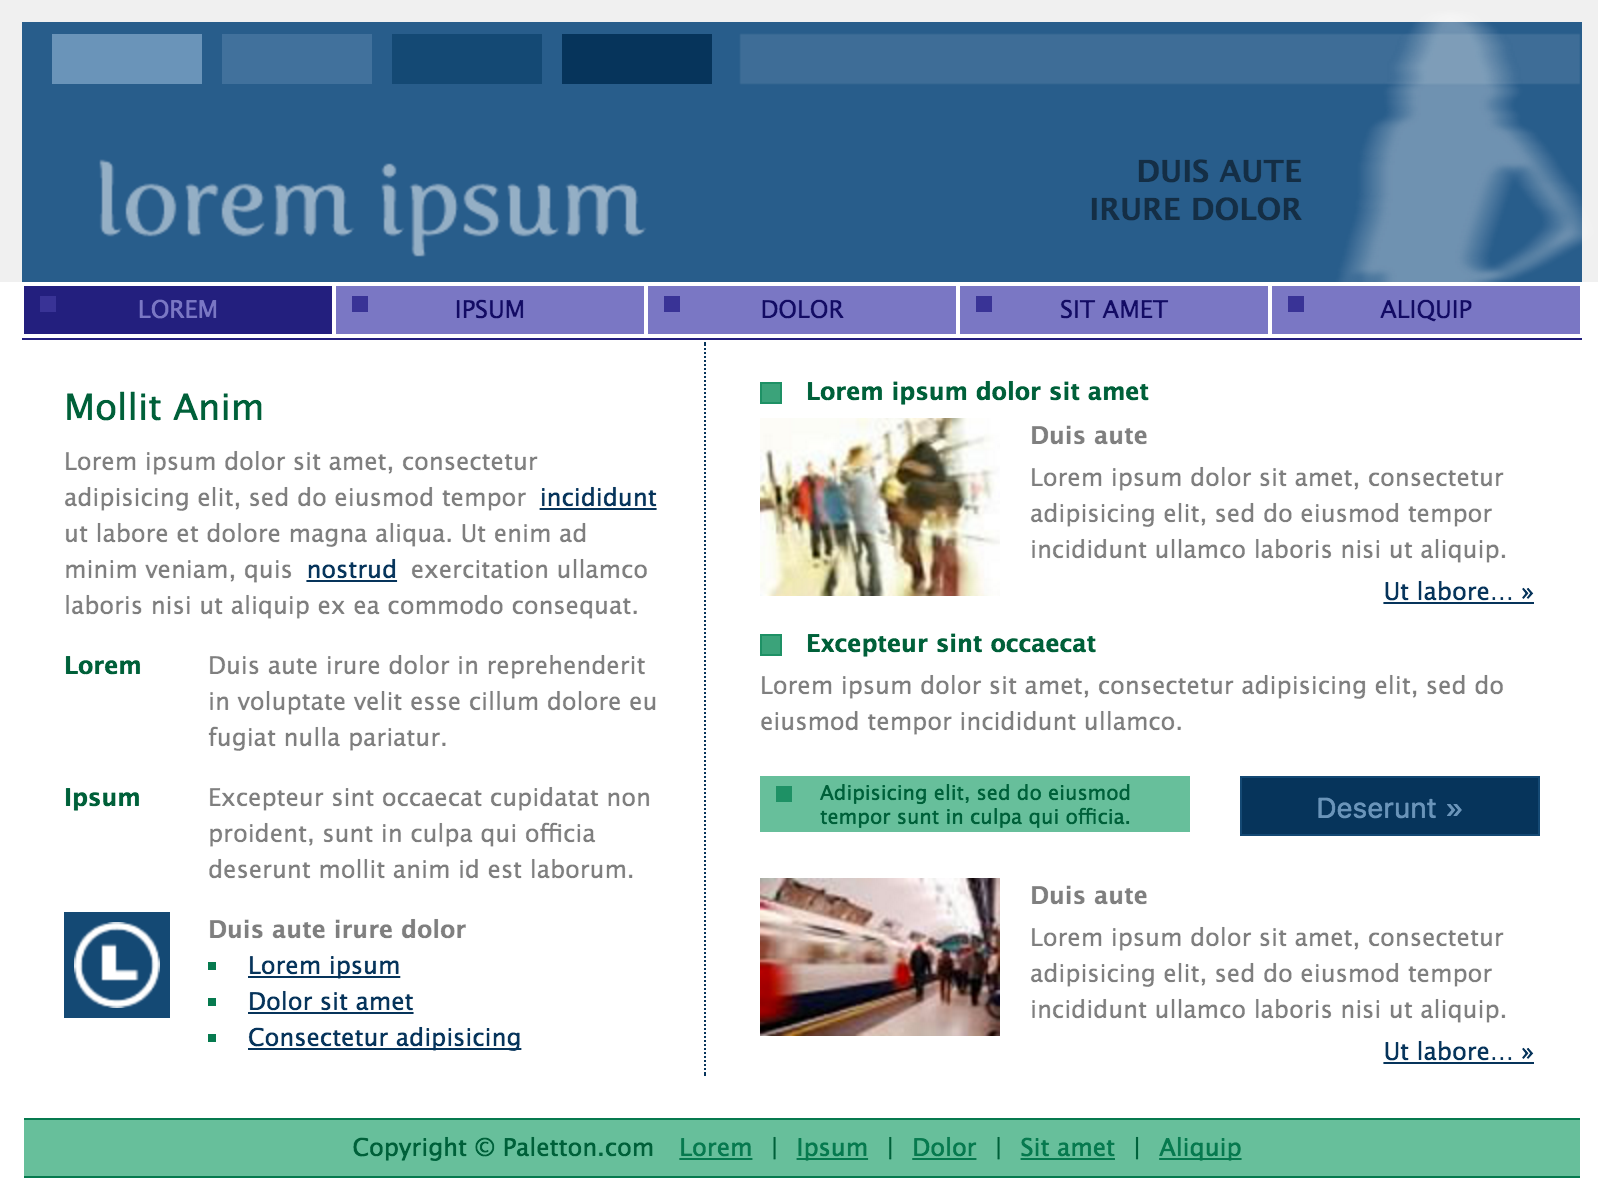 lorem ipsum
DUIS AUTE
IRURE DOLOR
LOREM
IPSUM
DOLOR
SIT AMET
ALIQUIP
Mollit Anim
Lorem ipsum dolor sit amet, consectetur
adipisicing elit, sed do eiusmod tempor incididunt
ut labore et dolore magna aliqua. Ut enim ad
minim veniam, quis nostrud exercitation ullamco
laboris nisi ut aliquip ex ea commodo consequat.
Lorem
Duis aute irure dolor in reprehenderit
in voluptate velit esse cillum dolore eu
fugiat nulla pariatur.
Ipsum
Excepteur sint occaecat cupidatat non
proident, sunt in culpa qui officia
deserunt mollit anim id est laborum.
L
Duis aute irure dolor
Lorem ipsum
Dolor sit amet
Consectetur adipisicing
Lorem ipsum dolor sit amet
Duis aute
Lorem ipsum dolor sit amet, consectetur
adipisicing elit, sed do eiusmod tempor
incididunt ullamco laboris nisi ut aliquip.
Ut labore... »
Excepteur sint occaecat
Lorem ipsum dolor sit amet, consectetur adipisicing elit, sed do
eiusmod tempor incididunt ullamco.
Adipisicing elit, sed do eiusmod
tempor sunt in culpa qui officia.
Deserunt »
Duis aute
Lorem ipsum dolor sit amet, consectetur
adipisicing elit, sed do eiusmod tempor
incididunt ullamco laboris nisi ut aliquip.
Ut labore... »
Copyright © Paletton.com Lorem | Ipsum | Dolor | Sit amet | Aliquip